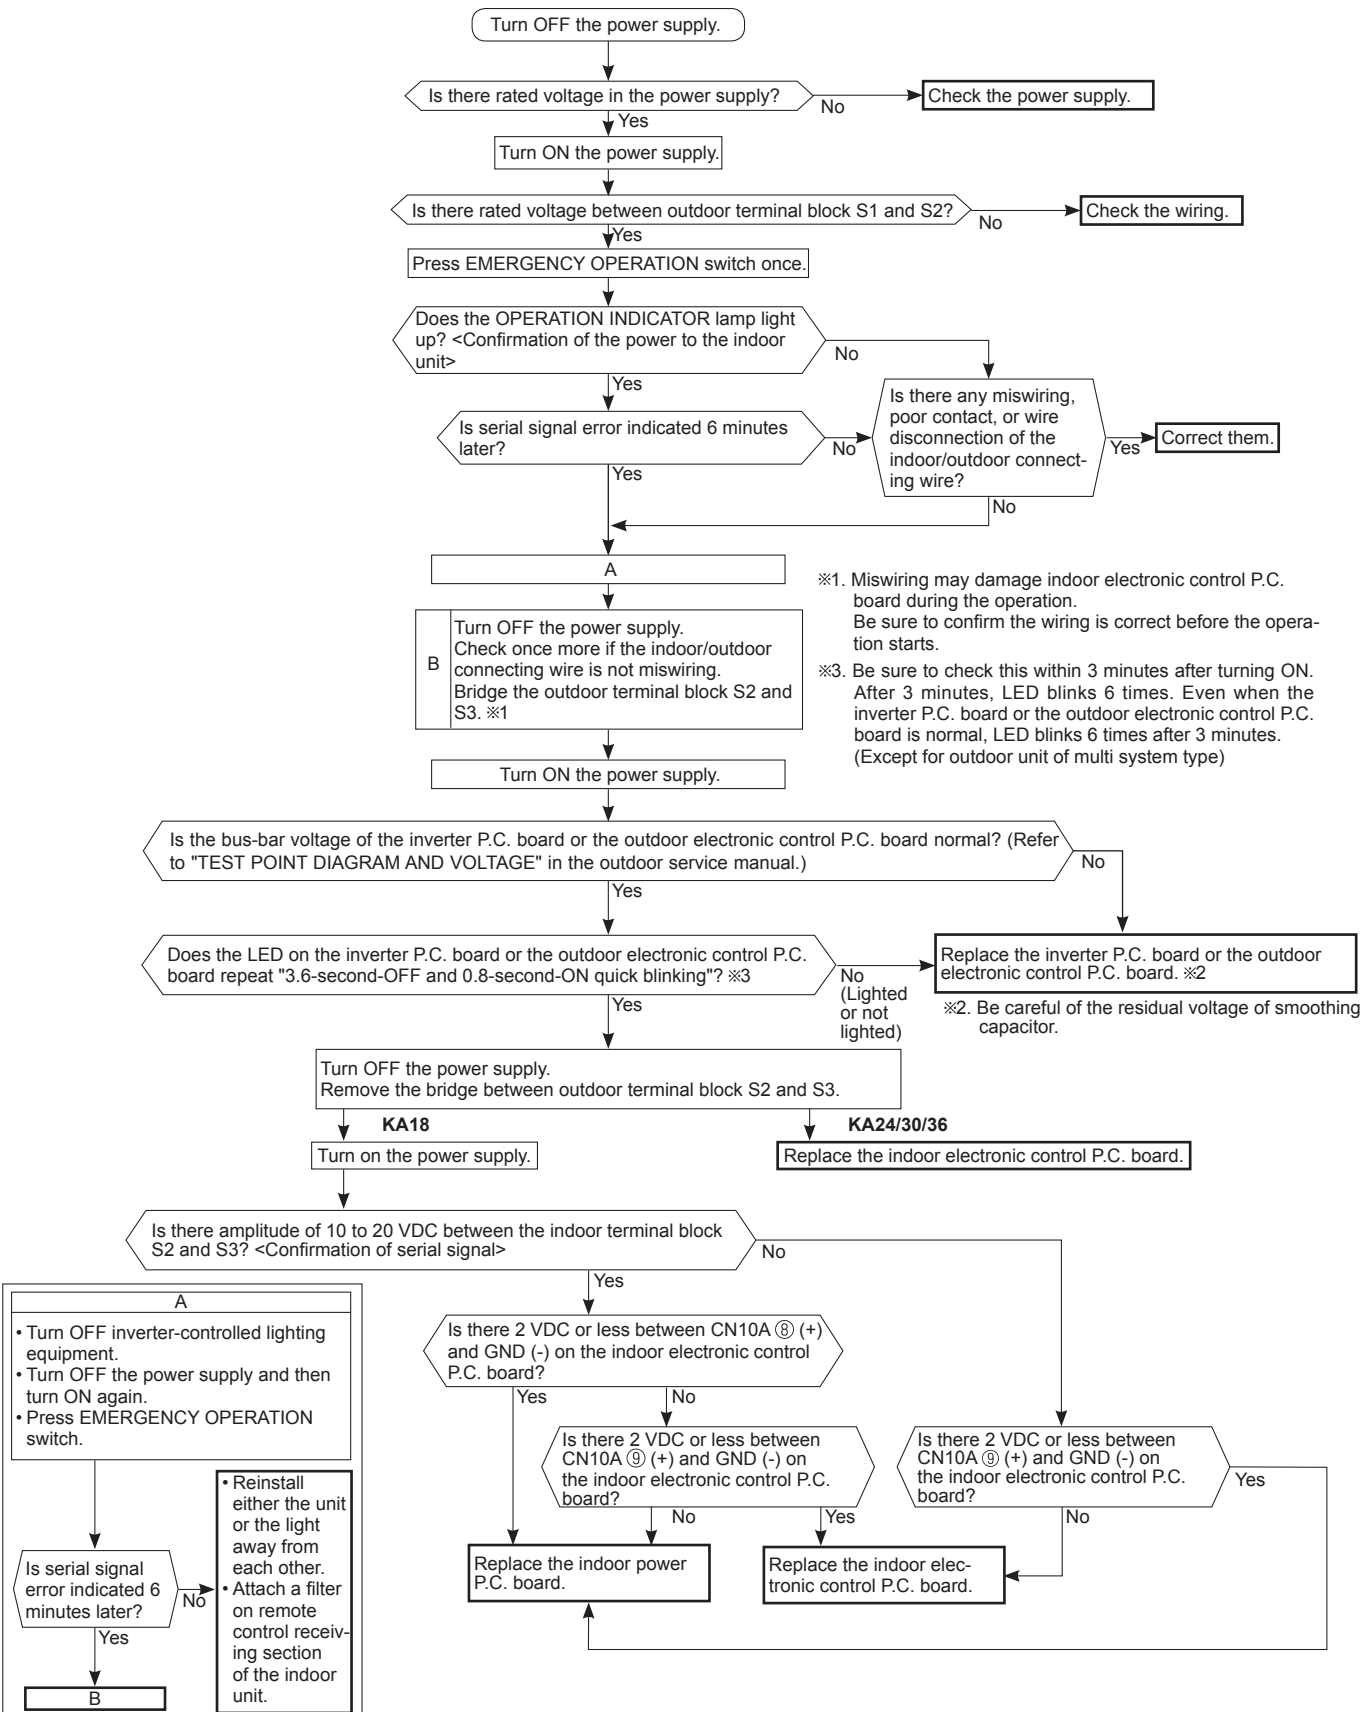 Turn OFF the power supply.
Is there rated voltage in the power supply?
No
Check the power supply.
Yes
Turn ON the power supply.
Is there rated voltage between outdoor terminal block S1 and S2?
No
Check the wiring.
Yes
Press EMERGENCY OPERATION switch once.
Does the OPERATION INDICATOR lamp light
up? <Confirmation of the power to the indoor
unit>
No
Yes
Is there any miswiring,
poor contact, or wire
disconnection of the
indoor/outdoor connect-
ing wire?
Yes
Correct them.
Is serial signal error indicated 6 minutes
later?
No
Yes
No
A
B
Turn OFF the power supply.
Check once more if the indoor/outdoor
connecting wire is not miswiring.
Bridge the outdoor terminal block S2 and
S3. ※1
※1. Miswiring may damage indoor electronic control P.C.
board during the operation.
Be sure to confirm the wiring is correct before the opera-
tion starts.
※3. Be sure to check this within 3 minutes after turning ON.
After 3 minutes, LED blinks 6 times. Even when the
inverter P.C. board or the outdoor electronic control P.C.
board is normal, LED blinks 6 times after 3 minutes.
(Except for outdoor unit of multi system type)
Turn ON the power supply.
Is the bus-bar voltage of the inverter P.C. board or the outdoor electronic control P.C. board normal? (Refer
to "TEST POINT DIAGRAM AND VOLTAGE" in the outdoor service manual.)
No
Yes
Does the LED on the inverter P.C. board or the outdoor electronic control P.C.
board repeat "3.6-second-OFF and 0.8-second-ON quick blinking"? ※3
No
(Lighted
or not
lighted)
Replace the inverter P.C. board or the outdoor
electronic control P.C. board. ※2
※2. Be careful of the residual voltage of smoothing
capacitor.
Yes
Turn OFF the power supply.
Remove the bridge between outdoor terminal block S2 and S3.
KA18
KA24/30/36
Turn on the power supply.
Replace the indoor electronic control P.C. board.
Is there amplitude of 10 to 20 VDC between the indoor terminal block
S2 and S3? <Confirmation of serial signal>
No
Yes
Is there 2 VDC or less between CN10A ⑧ (+)
and GND (-) on the indoor electronic control
P.C. board?
Yes
No
Is there 2 VDC or less between
CN10A ⑨ (+) and GND (-) on
the indoor electronic control P.C.
board?
No
Yes
Is there 2 VDC or less between
CN10A ⑨ (+) and GND (-) on
the indoor electronic control P.C.
board?
Yes
No
Replace the indoor power
P.C. board.
Replace the indoor elec-
tronic control P.C. board.
A
• Turn OFF inverter-controlled lighting
equipment.
• Turn OFF the power supply and then
turn ON again.
• Press EMERGENCY OPERATION
switch.
Is serial signal
error indicated 6
minutes later?
No
Yes
B
• Reinstall
either the unit
or the light
away from
each other.
• Attach a filter
on remote
control receiv-
ing section
of the indoor
unit.